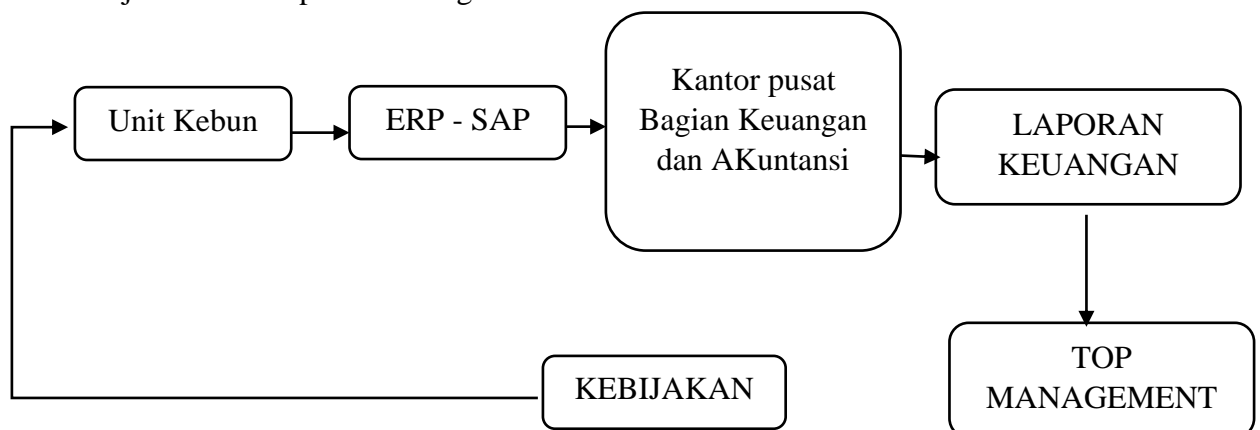 Unit Kebun
ERP - SAP
Kantor pusat
Bagian Keuangan
dan AKuntansi
LAPORAN
KEUANGAN
KEBIJAKAN
TOP
MANAGEMENT